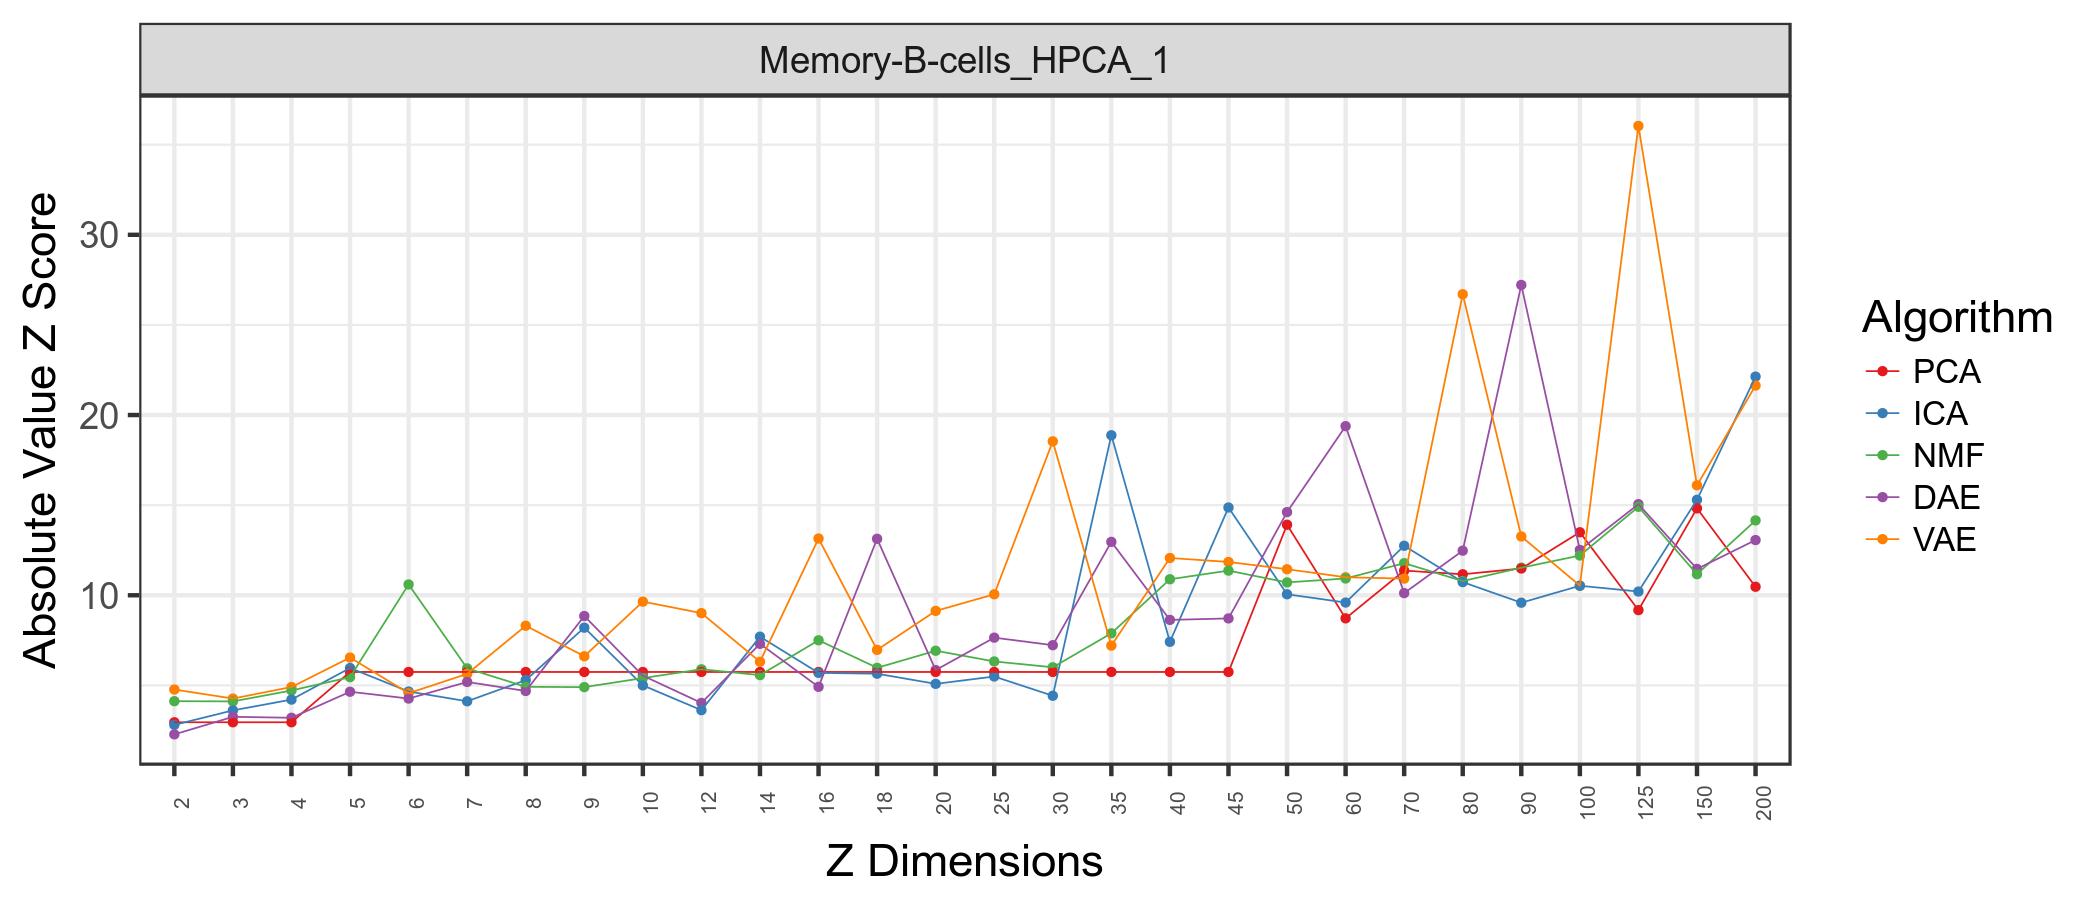 Memory-B-cells_HPCA_1
Absolute Value Z Score
30
20
10
2 3 4 5 6 7 8 9 10 12 14 16 18 20 25 30 35 40 45 50 60 70 80 90 100 125 150 200
Z Dimensions
Algorithm
PCA
ICA
NMF
DAE
VAE